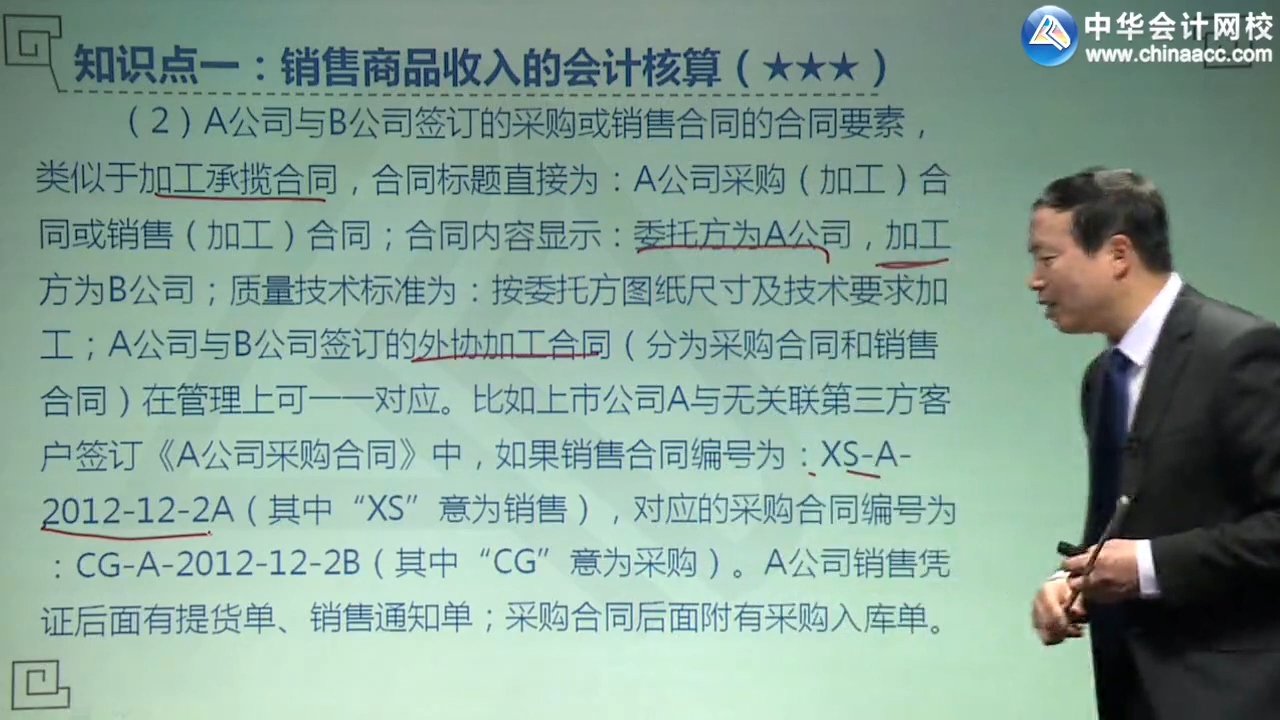 中华会计网校
www.chinaacc.com
知识点一：销售商品收入的会计核算（★★★）
（2）A公司与B公司签订的采购或销售合同的合同要素，
类似于加工承揽合同，合同标题直接为：A公司采购（加工）合
同或销售（加工）合同；合同内容显示：委托方为A公司，加工
方为B公司；质量技术标准为：按委托方图纸尺寸及技术要求加
工；A公司与B公司签订的外协加工合同（分为采购合同和销售
合同）在管理上可一一对应。比如上市公司A与无关联第三方客
户签订《A公司采购合同》中，如果销售合同编号为：XS-A-
2012-12-2A（其中“XS”意为销售），对应的采购合同编号为
：CG-A-2012-12-2B（其中“CG”意为采购）。A公司销售凭
证后面有提货单、销售通知单；采购合同后面附有采购入库单。